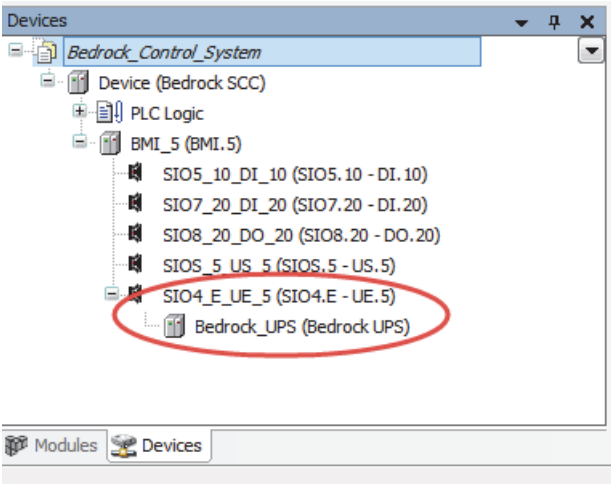 Devices
Bedrock_Control_System
Device (Bedrock SCC)
PLC Logic
BMI_5 (BMI.5)
SIO5_10_DI_10 (SIO5.10 - DI.10)
SIO7_20_DI_20 (SIO7.20 - DI.20)
SIO8_20_DO_20 (SIO8.20 - DO.20)
SIOS_5_US_5 (SIOS.5 - US.5)
SIO4_E_UE_5 (SIO4.E - UE.5)
Bedrock_UPS (Bedrock UPS)
Modules Devices